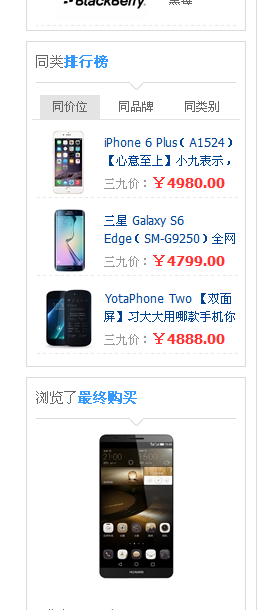 BlackBerry
黑莓
同类排行榜
同价位 同品牌 同类别
iPhone 6 Plus（A1524）
【心意至上】小九表示，
三九价：￥4980.00
三星 Galaxy S6
Edge（SM-G9250）全网
三九价：￥4799.00
YotaPhone Two 【双面
屏】习大大用哪款手机你
三九价：￥4888.00
浏览了最终购买
HUAWEI